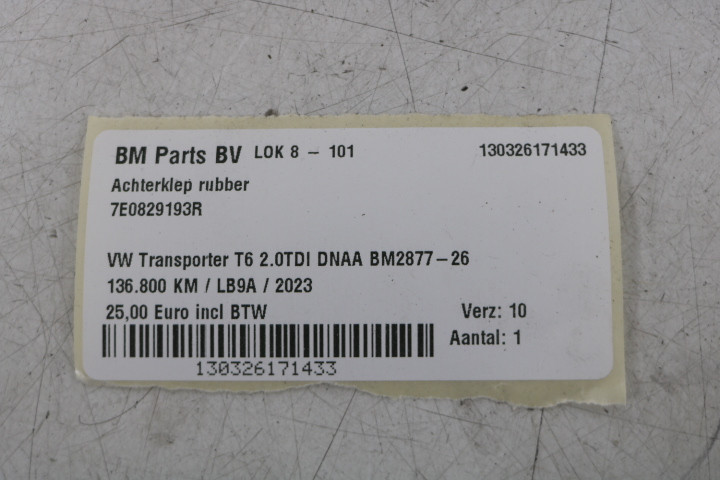 BM Parts BV LOK 8 - 101 130326171433
Achterklep rubber
7E0829193R
VW Transporter T6 2.0TDI DNAA BM2877-26
136.800 KM / LB9A / 2023
25,00 Euro incl BTW Verz: 10
Aantal: 1
130326171433